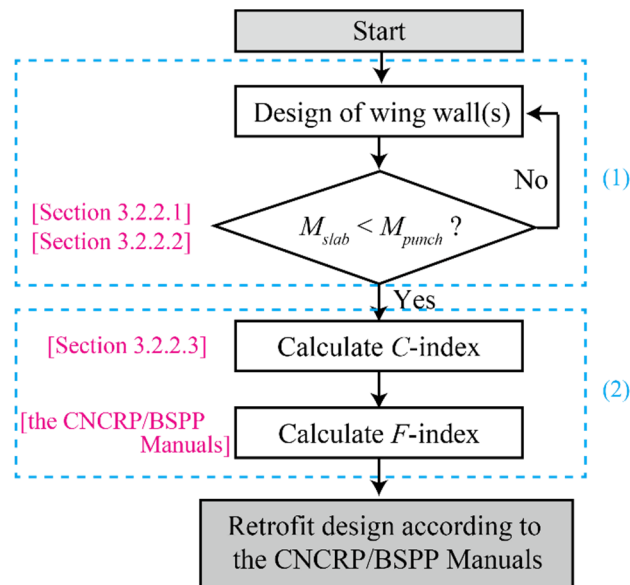 Start
Design of wing wall(s)
No
(1)
[Section 3.2.2.1]
[Section 3.2.2.2]
M_slab < M_punch ?
Yes
[Section 3.2.2.3]
Calculate C-index
(2)
[the CNCRP/BSPP
Manuals]
Calculate F-index
Retrofit design according to
the CNCRP/BSPP Manuals